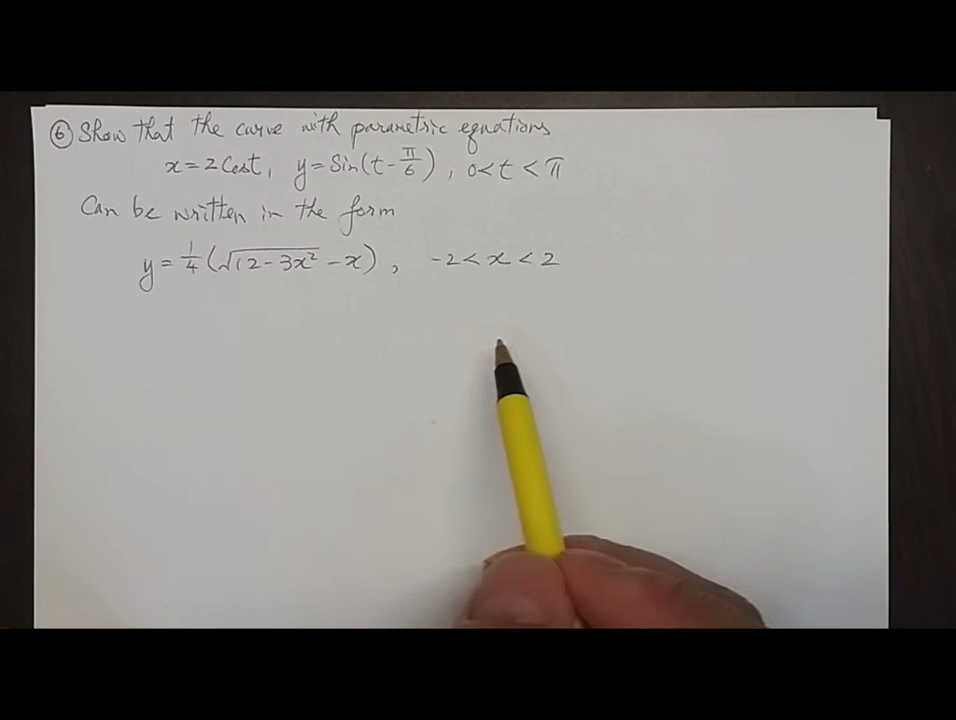 ⑥ Show that the curve with parametric equations
x = 2 Cost, y = Sin(t - π/6), 0 < t < π
Can be written in the form
y = 1/4 (√(12 - 3x²) - x), -2 < x < 2